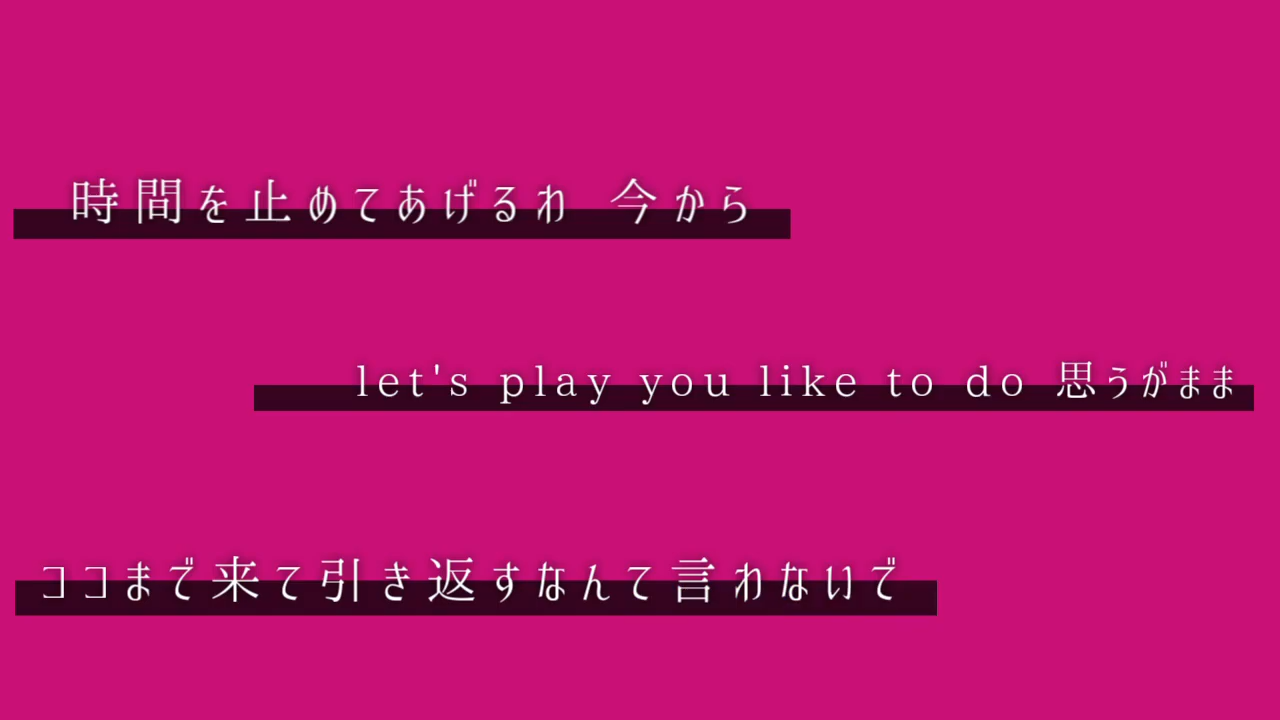 時間を止めてあげるわ 今から
let's play you like to do 思うがまま
ココまで来て引き返すなんて言わないで